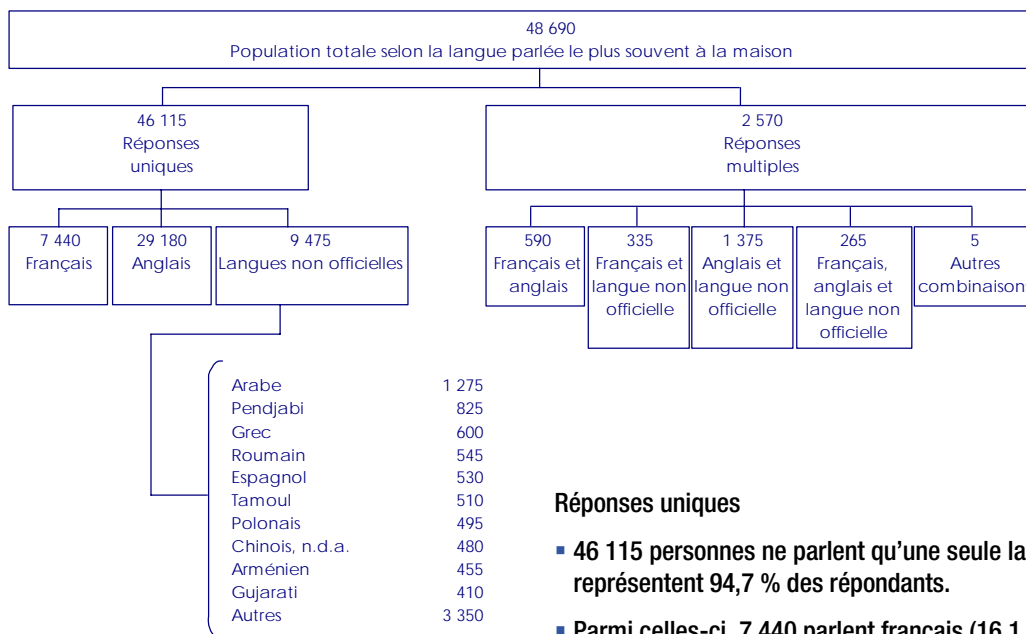 48 690
Population totale selon la langue parlée le plus souvent à la maison
46 115
Réponses
uniques
2 570
Réponses
multiples
7 440
Français
29 180
Anglais
9 475
Langues non officielles
590
Français et
anglais
335
Français et
langue non
officielle
1 375
Anglais et
langue non
officielle
265
Français,
anglais et
langue non
officielle
5
Autres
combinaison
Arabe 1 275
Pendjabi 825
Grec 600
Roumain 545
Espagnol 530
Tamoul 510
Polonais 495
Chinois, n.d.a. 480
Arménien 455
Gujarati 410
Autres 3 350
Réponses uniques
▪ 46 115 personnes ne parlent qu'une seule la
représentent 94,7 % des répondants.
▪ Parmi celles-ci, 7 440 parlent français (16,1